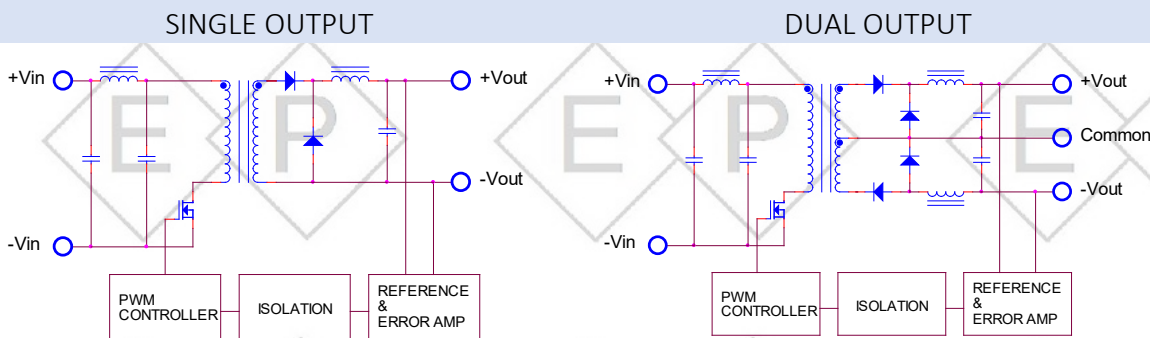 SINGLE OUTPUT
+Vin
-Vin
+Vout
-Vout
PWM
CONTROLLER
ISOLATION
REFERENCE
&
ERROR AMP
E P
DUAL OUTPUT
+Vin
-Vin
+Vout
Common
-Vout
PWM
CONTROLLER
ISOLATION
REFERENCE
&
ERROR AMP
E P E